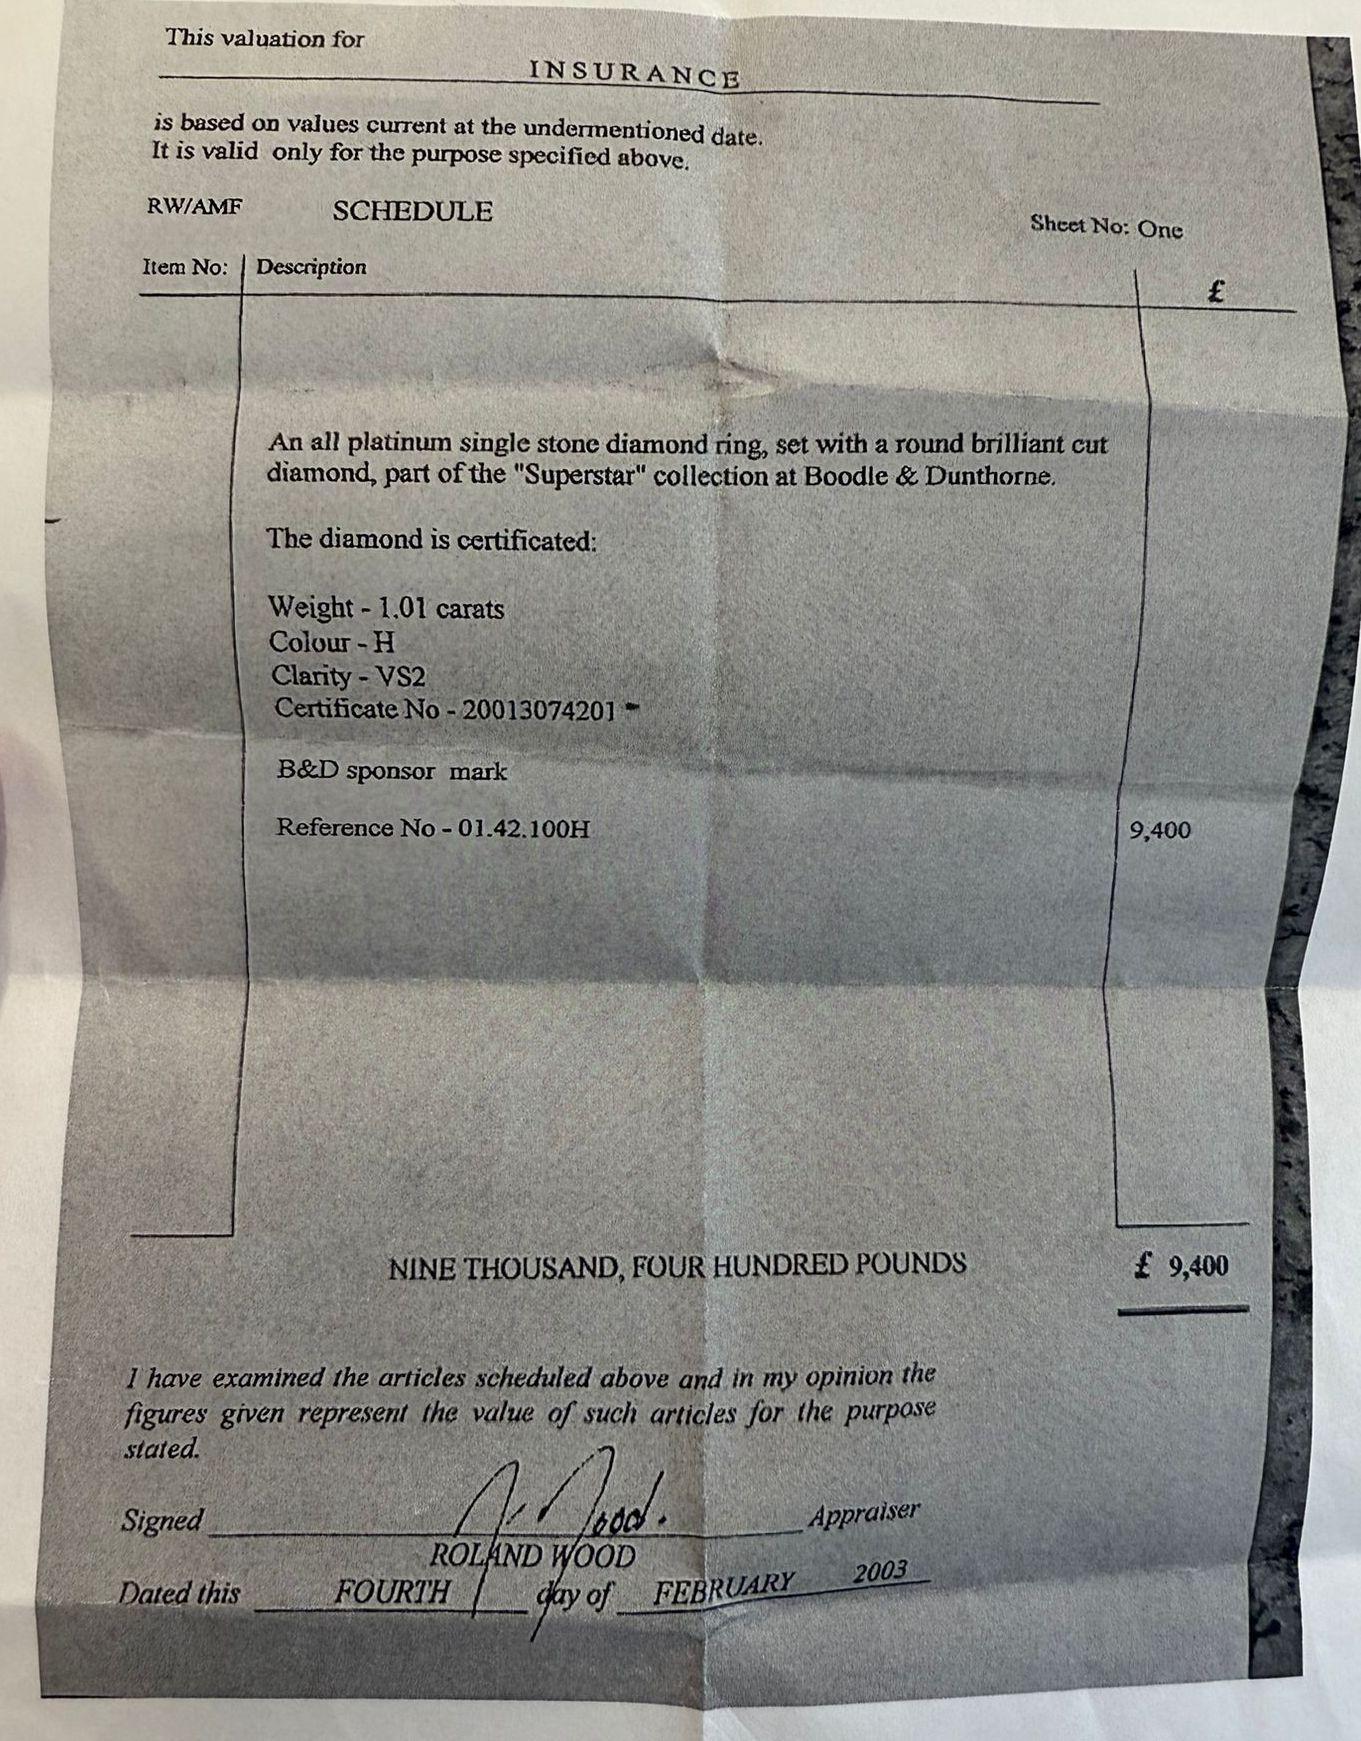 This valuation for
INSURANCE
is based on values current at the undermentioned date.
It is valid only for the purpose specified above.
RW/AMF SCHEDULE Sheet No: One
Item No: Description £
An all platinum single stone diamond ring, set with a round brilliant cut
diamond, part of the "Superstar" collection at Boodle & Dunthorne.
The diamond is certificated:
Weight - 1.01 carats
Colour - H
Clarity - VS2
Certificate No - 20013074201
B&D sponsor mark
Reference No - 01.42.100H 9,400
NINE THOUSAND, FOUR HUNDRED POUNDS £ 9,400
I have examined the articles scheduled above and in my opinion the
figures given represent the value of such articles for the purpose
stated.
Signed R. Wood. Appraiser
ROLAND WOOD
Dated this FOURTH day of FEBRUARY 2003